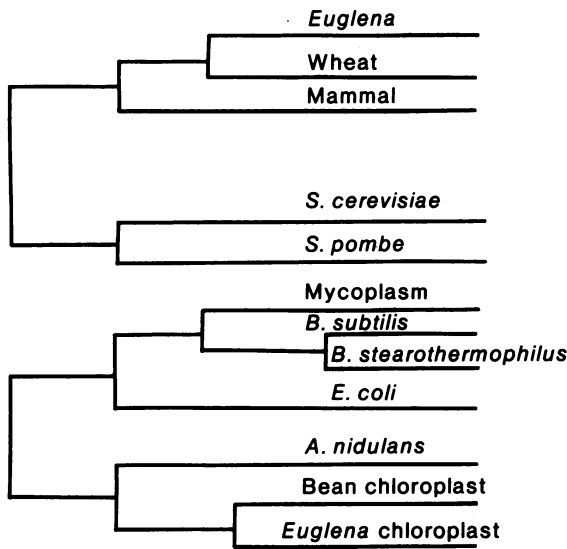 Euglena
Wheat
Mammal
S. cerevisiae
S. pombe
Mycoplasm
B. subtilis
B. stearothermophilus
E. coli
A. nidulans
Bean chloroplast
Euglena chloroplast